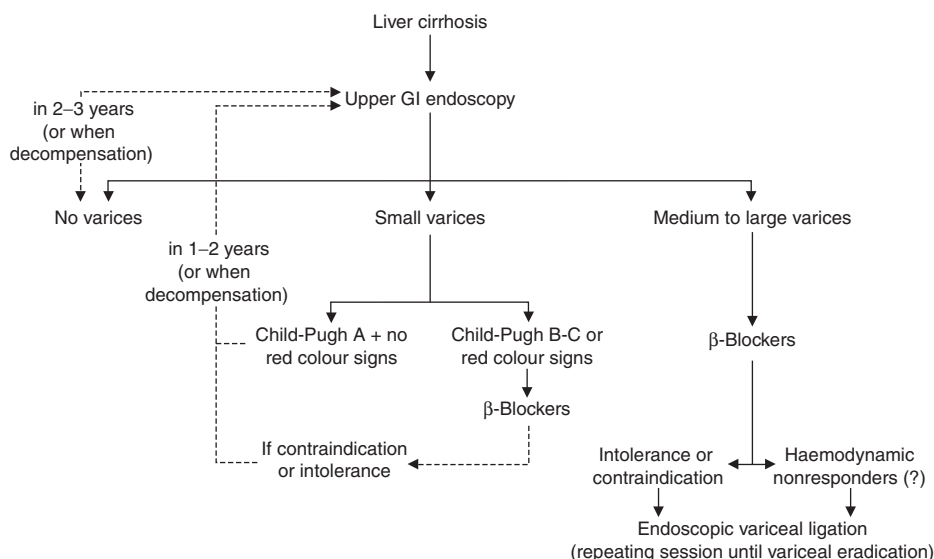 Liver cirrhosis
Upper GI endoscopy
in 2–3 years
(or when
decompensation)
No varices
Small varices
Medium to large varices
in 1–2 years
(or when
decompensation)
Child-Pugh A + no
red colour signs
Child-Pugh B-C or
red colour signs
β-Blockers
β-Blockers
If contraindication
or intolerance
Intolerance or
contraindication
Haemodynamic
nonresponders (?)
Endoscopic variceal ligation
(repeating session until variceal eradication)